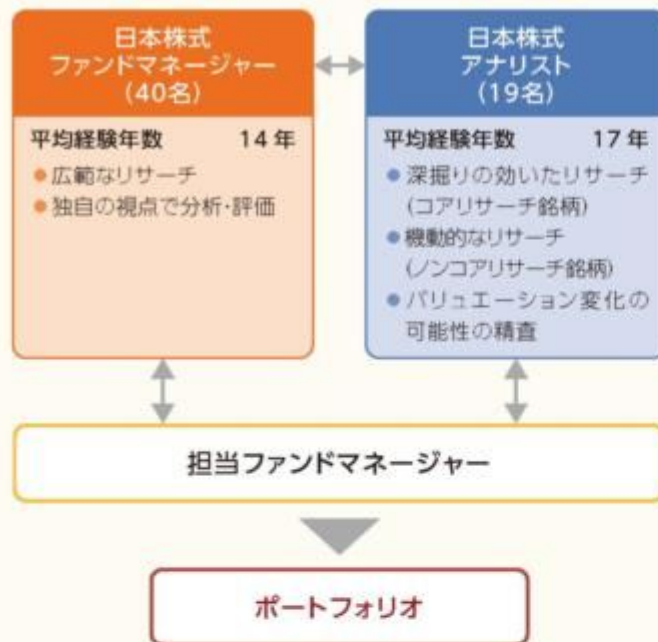 日本株式
ファンドマネージャー
(40名)
平均経験年数 14年
●広範なリサーチ
●独自の視点で分析・評価
日本株式
アナリスト
(19名)
平均経験年数 17年
●深掘りの効いたリサーチ
(コアリサーチ銘柄)
●機動的なリサーチ
(ノンコアリサーチ銘柄)
●バリュエーション変化の
可能性の精査
担当ファンドマネージャー
ポートフォリオ